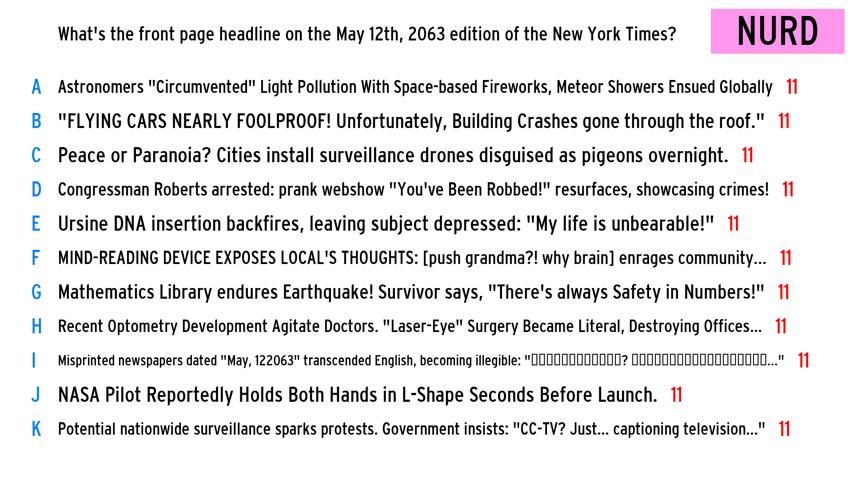 What's the front page headline on the May 12th, 2063 edition of the New York Times? NURD
A Astronomers "Circumvented" Light Pollution With Space-based Fireworks, Meteor Showers Ensued Globally 11
B "FLYING CARS NEARLY FOOLPROOF! Unfortunately, Building Crashes gone through the roof." 11
C Peace or Paranoia? Cities install surveillance drones disguised as pigeons overnight. 11
D Congressman Roberts arrested: prank webshow "You've Been Robbed!" resurfaces, showcasing crimes! 11
E Ursine DNA insertion backfires, leaving subject depressed: "My life is unbearable!" 11
F MIND-READING DEVICE EXPOSES LOCAL'S THOUGHTS: [push grandma?! why brain] enrages community... 11
G Mathematics Library endures Earthquake! Survivor says, "There's always Safety in Numbers!" 11
H Recent Optometry Development Agitate Doctors. "Laser-Eye" Surgery Became Literal, Destroying Offices... 11
I Misprinted newspapers dated "May, 122063" transcended English, becoming illegible: "▯▯▯▯▯▯▯▯▯▯▯▯▯? ▯▯▯▯▯▯▯▯▯▯▯▯▯▯▯▯▯▯▯▯..." 11
J NASA Pilot Reportedly Holds Both Hands in L-Shape Seconds Before Launch. 11
K Potential nationwide surveillance sparks protests. Government insists: "CC-TV? Just... captioning television..." 11